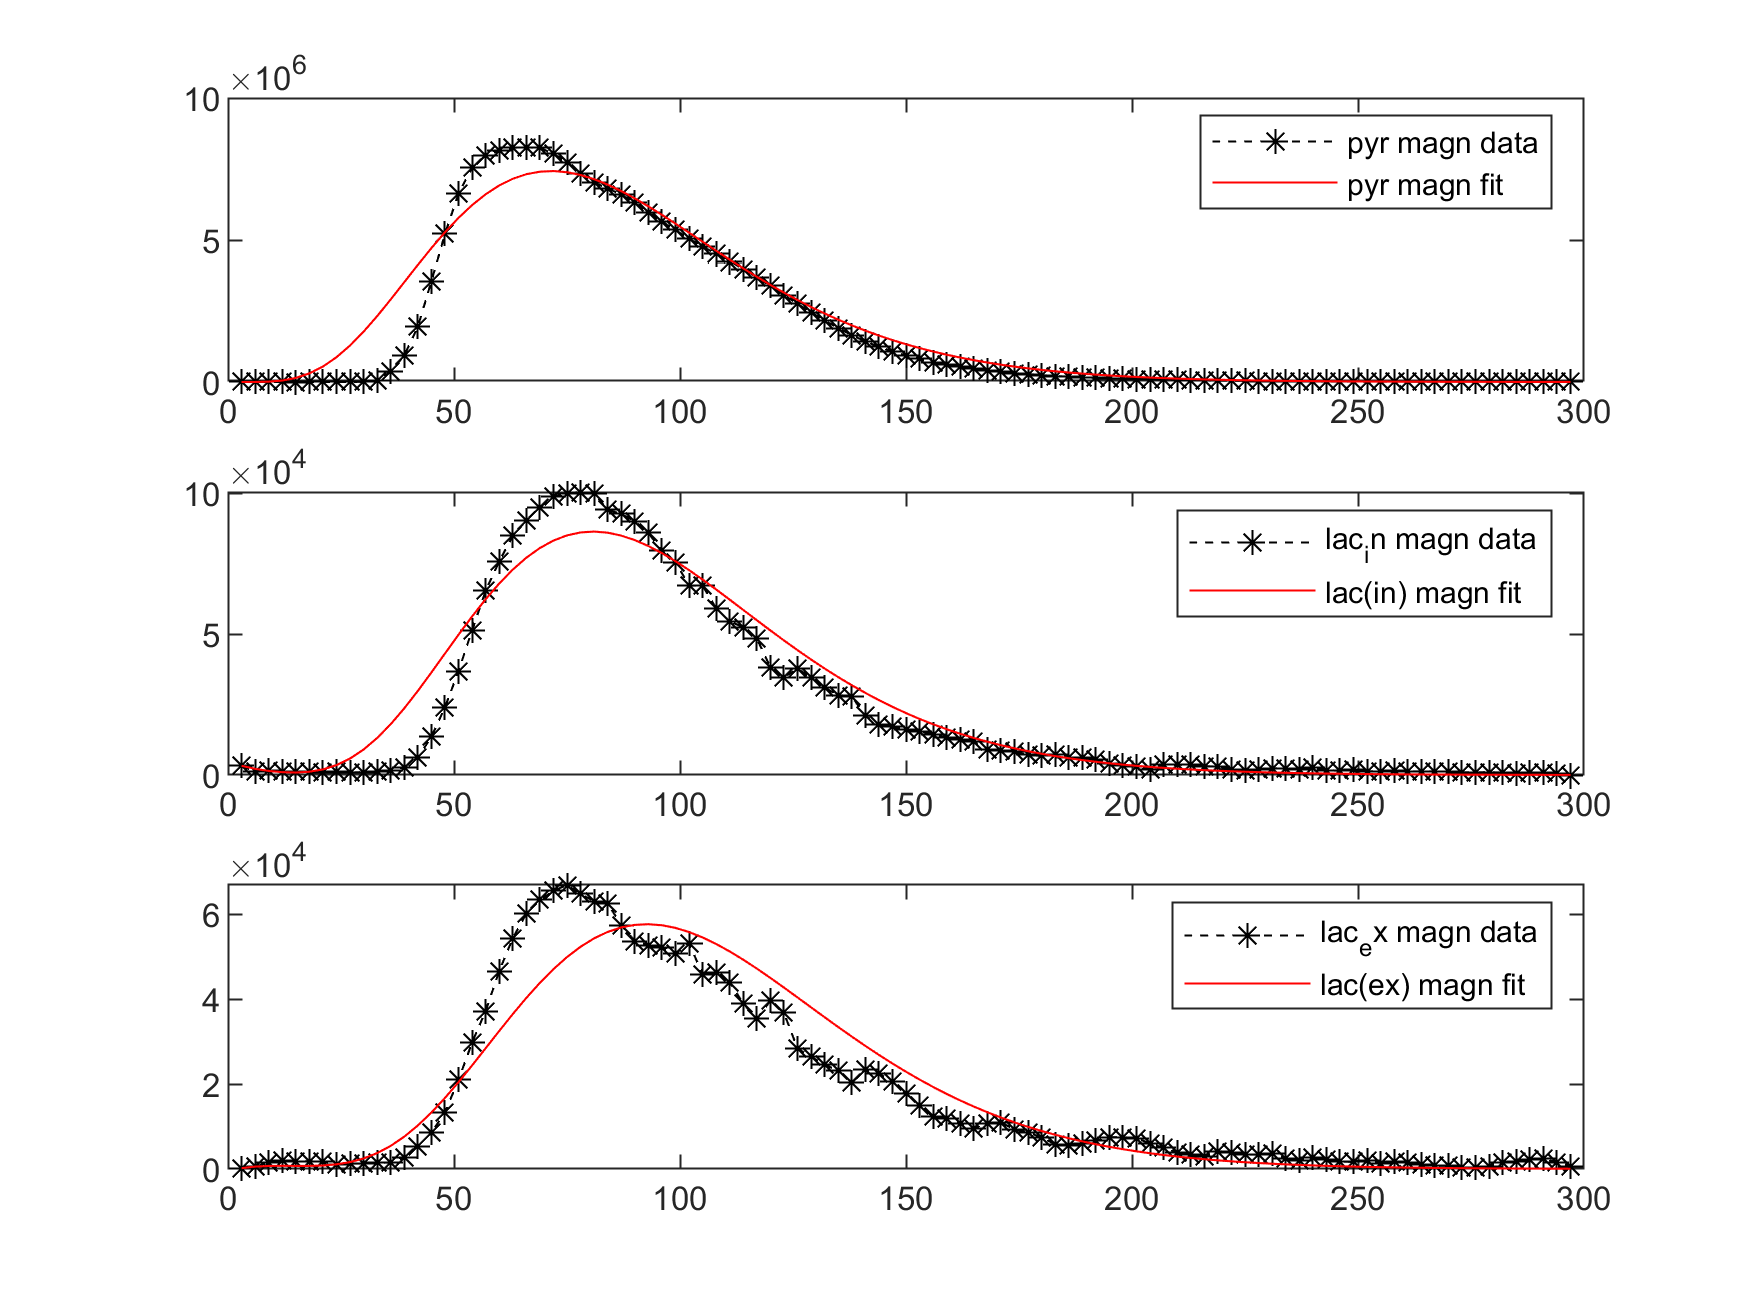 ×10^6
10
5
0
0 50 100 150 200 250 300
pyr magn data
pyr magn fit
×10^4
10
5
0
0 50 100 150 200 250 300
lac_in magn data
lac(in) magn fit
×10^4
6
4
2
0
0 50 100 150 200 250 300
lac_ex magn data
lac(ex) magn fit